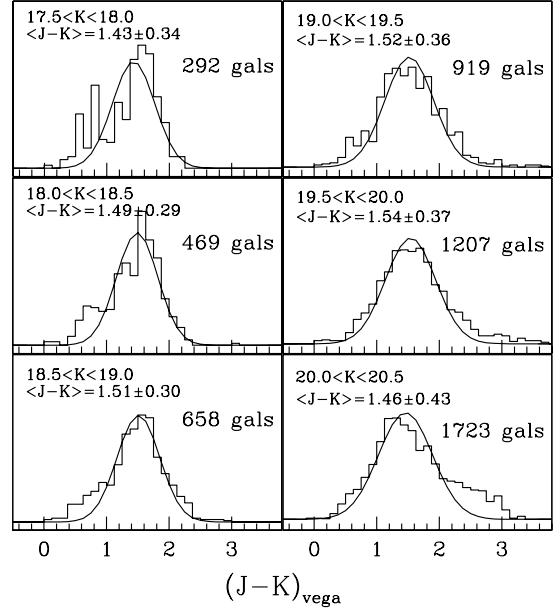 17.5<K<18.0
<J−K>=1.43±0.34
292 gals
19.0<K<19.5
<J−K>=1.52±0.36
919 gals
18.0<K<18.5
<J−K>=1.49±0.29
469 gals
19.5<K<20.0
<J−K>=1.54±0.37
1207 gals
18.5<K<19.0
<J−K>=1.51±0.30
658 gals
20.0<K<20.5
<J−K>=1.46±0.43
1723 gals
0 1 2 3 0 1 2 3
(J−K)vega